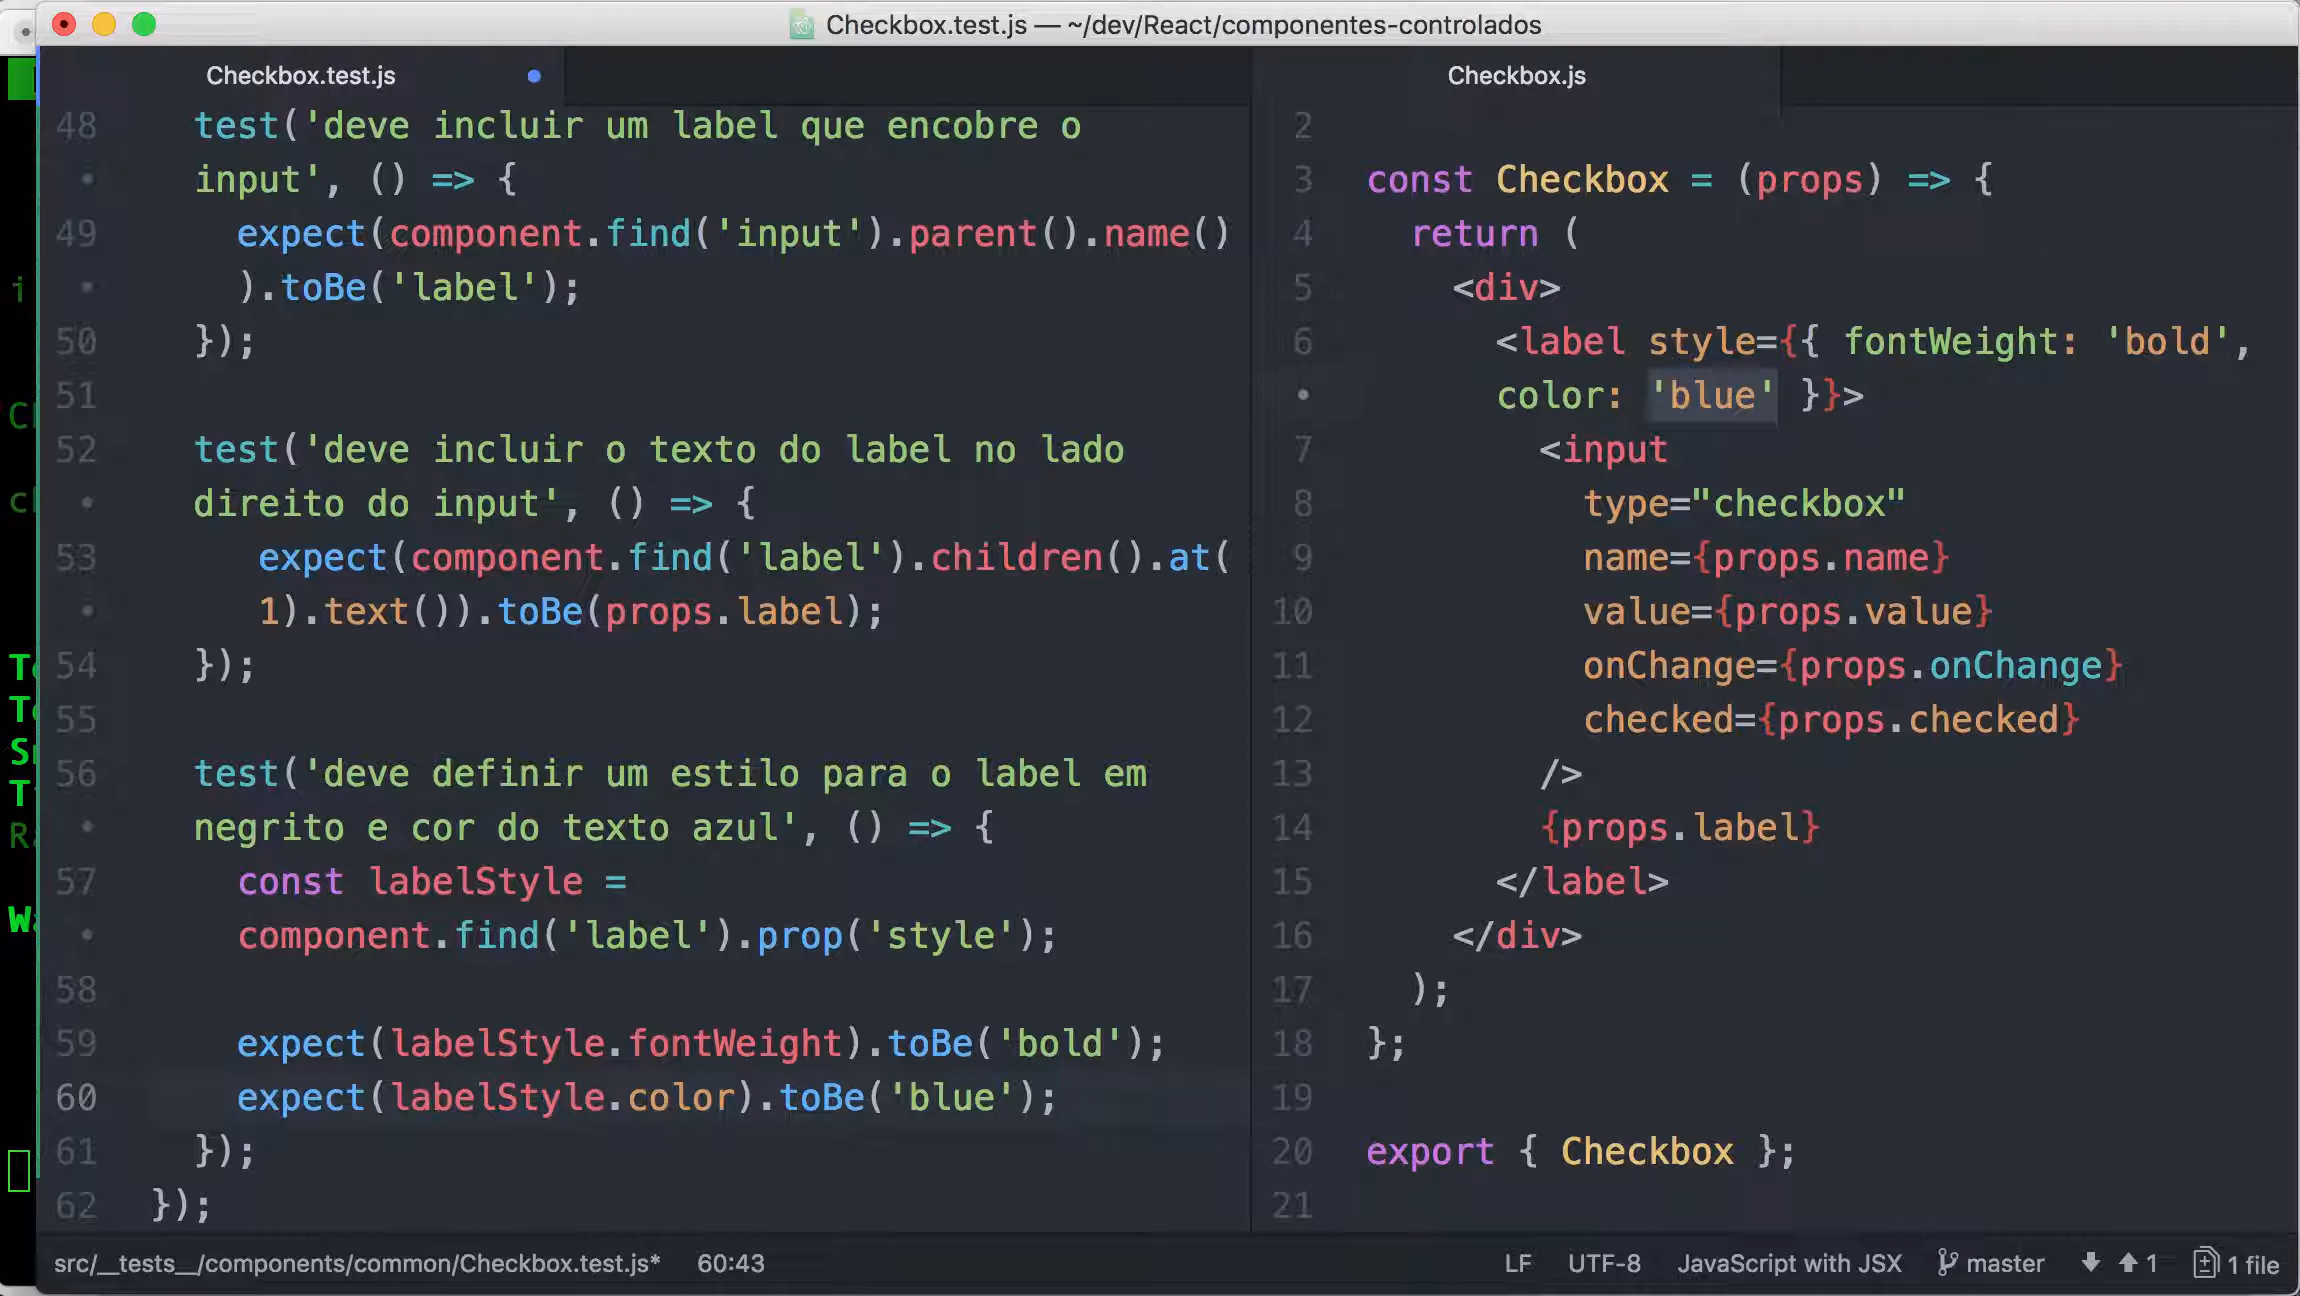 Checkbox.test.js — ~/dev/React/componentes-controlados
Checkbox.test.js
48 test('deve incluir um label que encobre o
• input', () => {
49 expect(component.find('input').parent().name()
• ).toBe('label');
50 });
51
52 test('deve incluir o texto do label no lado
• direito do input', () => {
53 expect(component.find('label').children().at(
• 1).text()).toBe(props.label);
54 });
55
56 test('deve definir um estilo para o label em
• negrito e cor do texto azul', () => {
57 const labelStyle =
• component.find('label').prop('style');
58
59 expect(labelStyle.fontWeight).toBe('bold');
60 expect(labelStyle.color).toBe('blue');
61 });
62 });
Checkbox.js
2
3 const Checkbox = (props) => {
4 return (
5 <div>
6 <label style={{ fontWeight: 'bold',
• color: 'blue' }}>
7 <input
8 type="checkbox"
9 name={props.name}
10 value={props.value}
11 onChange={props.onChange}
12 checked={props.checked}
13 />
14 {props.label}
15 </label>
16 </div>
17 );
18 };
19
20 export { Checkbox };
21
src/__tests__/components/common/Checkbox.test.js* 60:43 LF UTF-8 JavaScript with JSX master 1 1 file